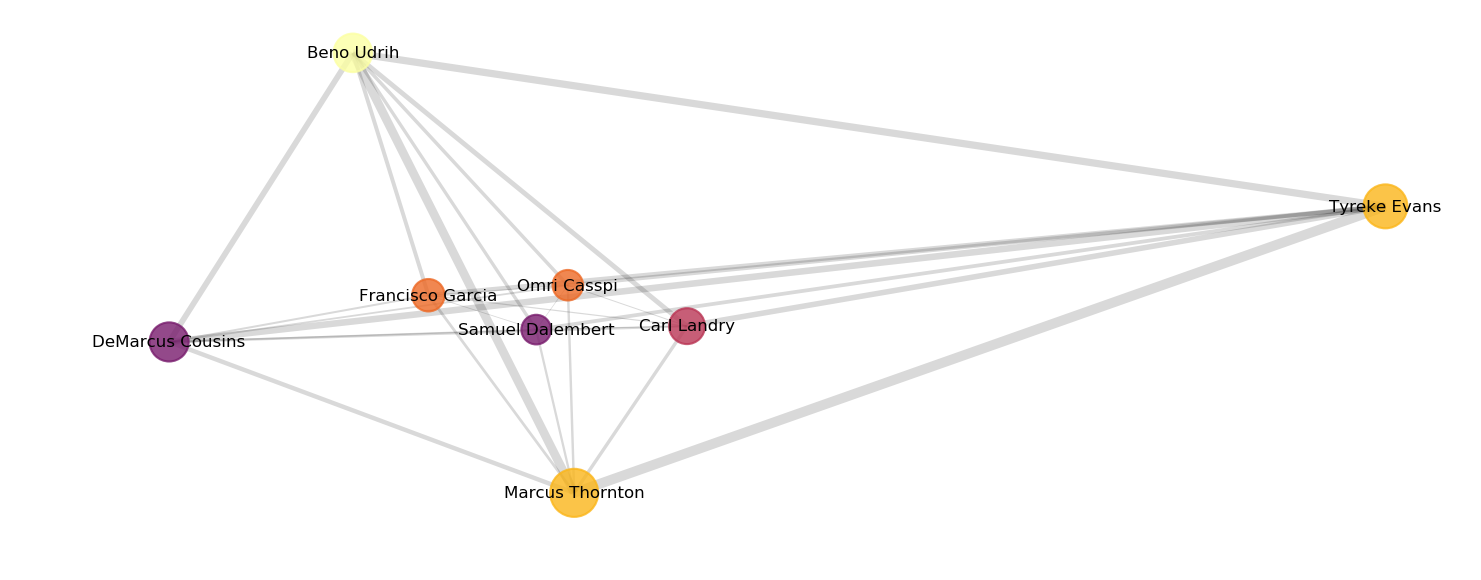 Beno Udrih
Tyreke Evans
Omri Casspi
Francisco Garcia
Carl Landry
Samuel Dalembert
DeMarcus Cousins
Marcus Thornton